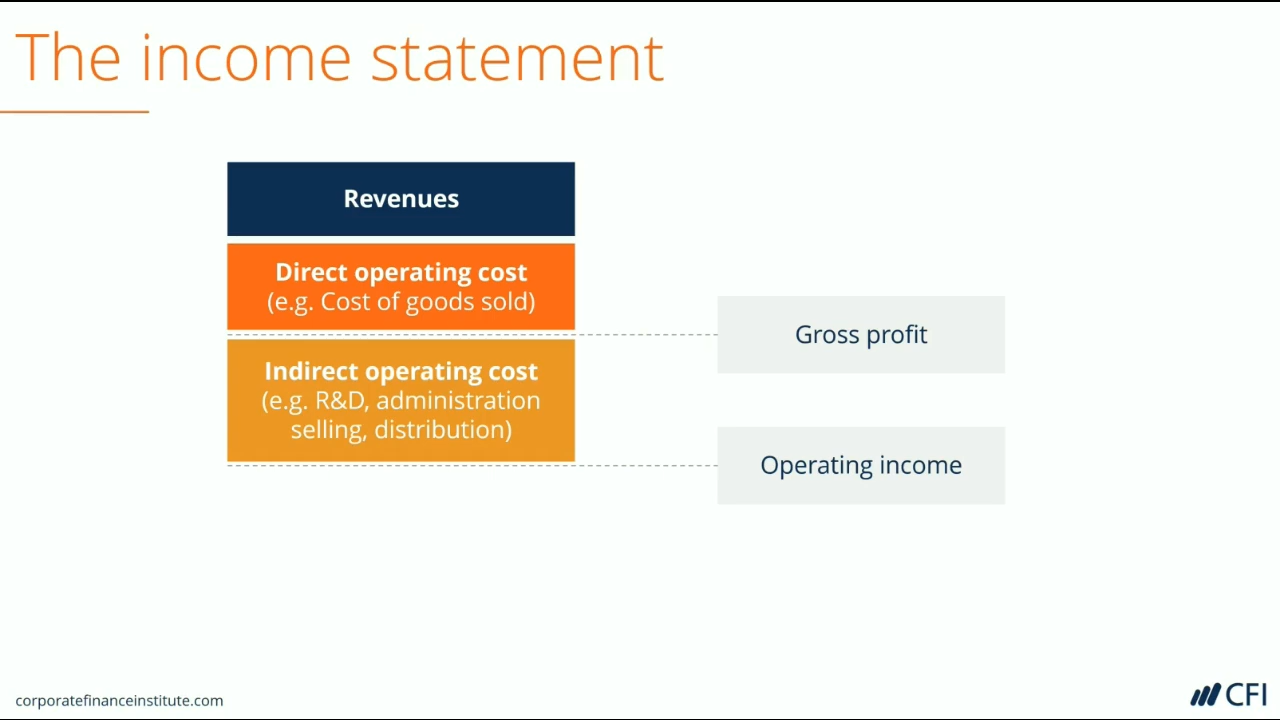 The income statement
Revenues
Direct operating cost
(e.g. Cost of goods sold)
Gross profit
Indirect operating cost
(e.g. R&D, administration
selling, distribution)
Operating income
corporatefinanceinstitute.com
CFI